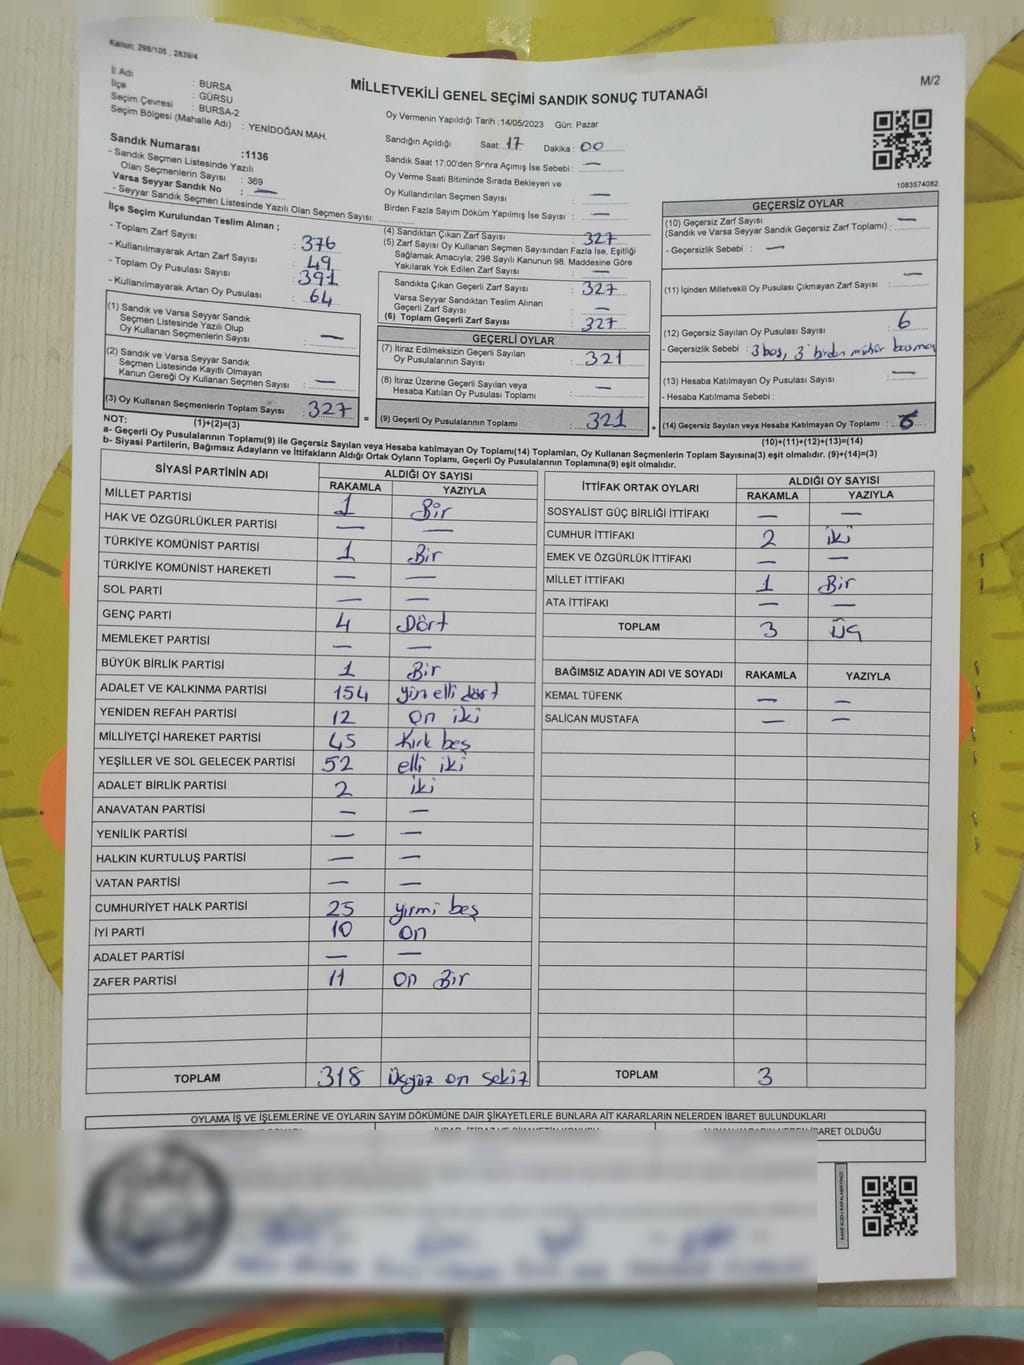 Kanun; 298/105 , 2839/4
M/2
MİLLETVEKİLİ GENEL SEÇİMİ SANDIK SONUÇ TUTANAĞI
İl Adı : BURSA
İlçe : GÜRSU
Seçim Çevresi : BURSA-2
Seçim Bölgesi (Mahalle Adı) : YENİDOĞAN MAH.
Sandık Numarası :1136
- Sandık Seçmen Listesinde Yazılı
Olan Seçmenlerin Sayısı : 369
Varsa Seyyar Sandık No : —
- Seyyar Sandık Seçmen Listesinde Yazılı Olan Seçmen Sayısı:
İlçe Seçim Kurulundan Teslim Alınan ;
- Toplam Zarf Sayısı : 376
- Kullanılmayarak Artan Zarf Sayısı : 49
- Toplam Oy Pusulası Sayısı : 391
- Kullanılmayarak Artan Oy Pusulası : 64
(1) Sandık ve Varsa Seyyar Sandık
Seçmen Listesinde Yazılı Olup
Oy Kullanan Seçmenlerin Sayısı : —
(2) Sandık ve Varsa Seyyar Sandık
Seçmen Listesinde Kayıtlı Olmayan
Kanun Gereği Oy Kullanan Seçmen Sayısı : —
(3) Oy Kullanan Seçmenlerin Toplam Sayısı : 327
(1)+(2)=(3)
Oy Vermenin Yapıldığı Tarih :14/05/2023 Gün: Pazar
Sandığın Açıldığı Saat: 17 Dakika : 00
Sandık Saat 17:00'den Sonra Açımış İse Sebebi : —
Oy Verme Saati Bitiminde Sırada Bekleyen ve
Oy Kullandırılan Seçmen Sayısı : —
Birden Fazla Sayım Döküm Yapılmış İse Sayısı : —
(4) Sandıktan Çıkan Zarf Sayısı : 327
(5) Zarf Sayısı Oy Kullanan Seçmen Sayısından Fazla İse, Eşitliği
Sağlamak Amacıyla; 298 Sayılı Kanunun 98. Maddesine Göre
Yakılarak Yok Edilen Zarf Sayısı : —
Sandıkta Çıkan Geçerli Zarf Sayısı : 327
Varsa Seyyar Sandıktan Teslim Alınan
Geçerli Zarf Sayısı : —
(6) Toplam Geçerli Zarf Sayısı : 327
GEÇERLİ OYLAR
(7) İtiraz Edilmeksizin Geçerli Sayılan
Oy Pusulalarının Sayısı : 321
(8) İtiraz Üzerine Geçerli Sayılan veya
Hesaba Katılan Oy Pusulası Toplamı : —
= (9) Geçerli Oy Pusulalarının Toplamı : 321
1083574082
GEÇERSİZ OYLAR
(10) Geçersiz Zarf Sayısı
(Sandık ve Varsa Seyyar Sandık Geçersiz Zarf Toplamı) : —
- Geçersizlik Sebebi : —
(11) İçinden Milletvekili Oy Pusulası Çıkmayan Zarf Sayısı : —
(12) Geçersiz Sayılan Oy Pusulası Sayısı : 6
- Geçersizlik Sebebi : 3 boş, 3 birden mühür basması
(13) Hesaba Katılmayan Oy Pusulası Sayısı : —
- Hesaba Katılmama Sebebi :
+ (14) Geçersiz Sayılan veya Hesaba Katılmayan Oy Toplamı : 6
(10)+(11)+(12)+(13)=(14)
NOT:
a- Geçerli Oy Pusulalarının Toplamı(9) ile Geçersiz Sayılan veya Hesaba katılmayan Oy Toplamı(14) Toplamları, Oy Kullanan Seçmenlerin Toplam Sayısına(3) eşit olmalıdır. (9)+(14)=(3)
b- Siyasi Partilerin, Bağımsız Adayların ve İttifakların Aldığı Ortak Oyların Toplamı, Geçerli Oy Pusulalarının Toplamına(9) eşit olmalıdır.
SİYASİ PARTİNİN ADI ALDIĞI OY SAYISI
RAKAMLA YAZIYLA
MİLLET PARTİSİ 1 Bir
HAK VE ÖZGÜRLÜKLER PARTİSİ — —
TÜRKİYE KOMÜNİST PARTİSİ 1 Bir
TÜRKİYE KOMÜNİST HAREKETİ — —
SOL PARTİ — —
GENÇ PARTİ 4 Dört
MEMLEKET PARTİSİ — —
BÜYÜK BİRLİK PARTİSİ 1 Bir
ADALET VE KALKINMA PARTİSİ 154 yüz elli dört
YENİDEN REFAH PARTİSİ 12 on iki
MİLLİYETÇİ HAREKET PARTİSİ 45 kırk beş
YEŞİLLER VE SOL GELECEK PARTİSİ 52 elli iki
ADALET BİRLİK PARTİSİ 2 iki
ANAVATAN PARTİSİ — —
YENİLİK PARTİSİ — —
HALKIN KURTULUŞ PARTİSİ — —
VATAN PARTİSİ — —
CUMHURİYET HALK PARTİSİ 25 yirmi beş
İYİ PARTİ 10 on
ADALET PARTİSİ — —
ZAFER PARTİSİ 11 on Bir
TOPLAM 318 üçyüz on sekiz
İTTİFAK ORTAK OYLARI ALDIĞI OY SAYISI
RAKAMLA YAZIYLA
SOSYALİST GÜÇ BİRLİĞİ İTTİFAKI — —
CUMHUR İTTİFAKI 2 iki
EMEK VE ÖZGÜRLÜK İTTİFAKI — —
MİLLET İTTİFAKI 1 Bir
ATA İTTİFAKI — —
TOPLAM 3 üç
BAĞIMSIZ ADAYIN ADI VE SOYADI RAKAMLA YAZIYLA
KEMAL TÜFENK — —
SALİCAN MUSTAFA — —
TOPLAM 3
OYLAMA İŞ VE İŞLEMLERİNE VE OYLARIN SAYIM DÖKÜMÜNE DAİR ŞİKAYETLERLE BUNLARA AİT KARARLARIN NELERDEN İBARET BULUNDUKLARI
İBARET OLDUĞU